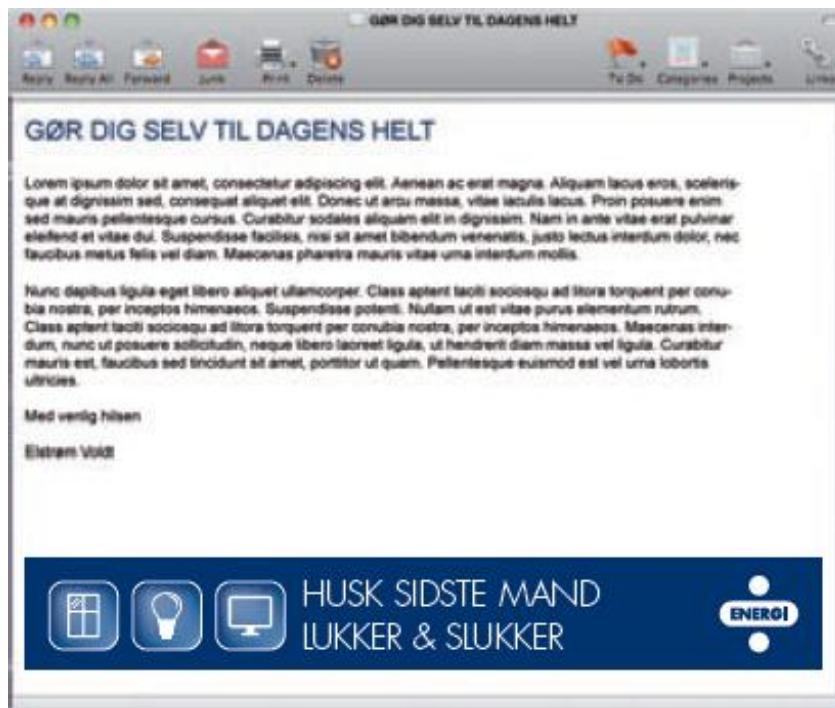 GØR DIG SELV TIL DAGENS HELT
Reply Reply All Forward Junk Print Delete To Do Categories Projects Links
GØR DIG SELV TIL DAGENS HELT
Lorem ipsum dolor sit amet, consectetur adipiscing elit. Aenean ac erat magna. Aliquam lacus eros, sceleris-
que at dignissim sed, consequat aliquet elit. Donec ut arcu massa, vitae iaculis lacus. Proin posuere enim
sed mauris pellentesque cursus. Curabitur sodales aliquam elit in dignissim. Nam in ante vitae erat pulvinar
eleifend et vitae dui. Suspendisse facilisis, nisi sit amet bibendum venenatis, justo lectus interdum dolor, nec
faucibus metus felis vel diam. Maecenas pharetra mauris vitae urna interdum mollis.
Nunc dapibus ligula eget libero aliquet ullamcorper. Class aptent taciti sociosqu ad litora torquent per conu-
bia nostra, per inceptos himenaeos. Suspendisse potenti. Nullam ut est vitae purus elementum rutrum.
Class aptent taciti sociosqu ad litora torquent per conubia nostra, per inceptos himenaeos. Maecenas inter-
dum, nunc ut posuere sollicitudin, neque libero laoreet ligula, ut hendrerit diam massa vel ligula. Curabitur
mauris est, faucibus sed tincidunt sit amet, porttitor ut quam. Pellentesque euismod est vel urna lobortis
ultricies.
Med venlig hilsen
Elstrøm Voldt
HUSK SIDSTE MAND
LUKKER & SLUKKER
ENERGI